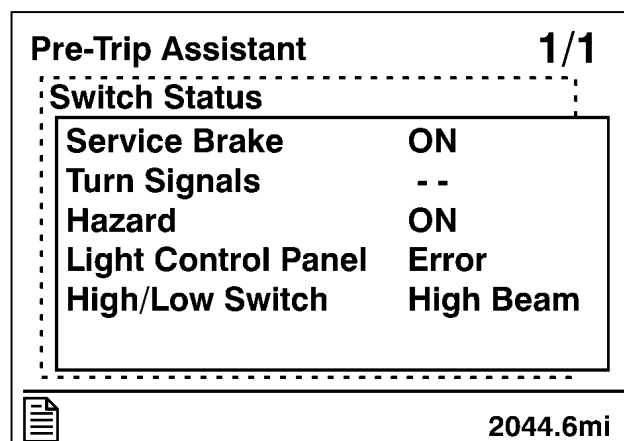 Pre-Trip Assistant 1/1
Switch Status
Service Brake ON
Turn Signals - -
Hazard ON
Light Control Panel Error
High/Low Switch High Beam
2044.6mi